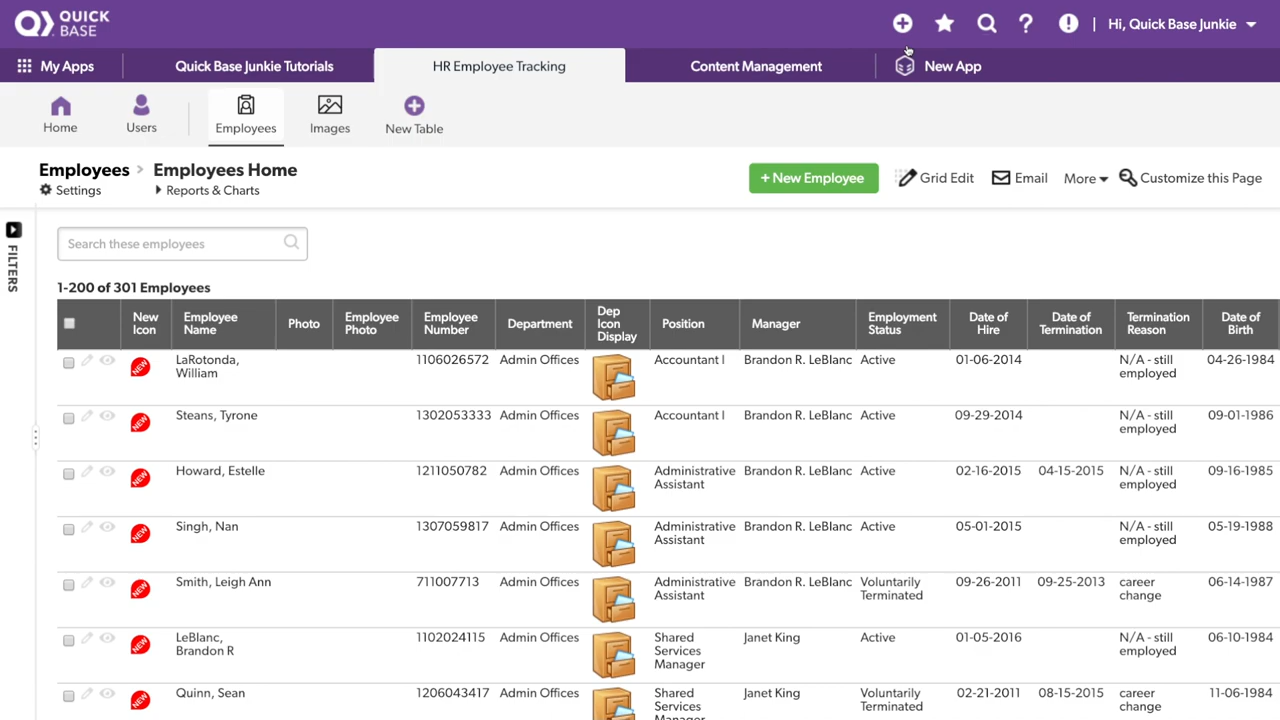 QUICK
BASE
Hi, Quick Base Junkie
My Apps
Quick Base Junkie Tutorials
HR Employee Tracking
Content Management
New App
Home
Users
Employees
Images
New Table
Employees
Employees Home
Settings
Reports & Charts
+ New Employee
Grid Edit
Email
More
Customize this Page
FILTERS
Search these employees
1-200 of 301 Employees
New Icon Employee Name Photo Employee Photo Employee Number Department Dep Icon Display Position Manager Employment Status Date of Hire Date of Termination Termination Reason Date of Birth
NEW LaRotonda, William 1106026572 Admin Offices Accountant I Brandon R. LeBlanc Active 01-06-2014 N/A - still employed 04-26-1984
NEW Steans, Tyrone 1302053333 Admin Offices Accountant I Brandon R. LeBlanc Active 09-29-2014 N/A - still employed 09-01-1986
NEW Howard, Estelle 1211050782 Admin Offices Administrative Assistant Brandon R. LeBlanc Active 02-16-2015 04-15-2015 N/A - still employed 09-16-1985
NEW Singh, Nan 1307059817 Admin Offices Administrative Assistant Brandon R. LeBlanc Active 05-01-2015 N/A - still employed 05-19-1988
NEW Smith, Leigh Ann 711007713 Admin Offices Administrative Assistant Brandon R. LeBlanc Voluntarily Terminated 09-26-2011 09-25-2013 career change 06-14-1987
NEW LeBlanc, Brandon R 1102024115 Admin Offices Shared Services Manager Janet King Active 01-05-2016 N/A - still employed 06-10-1984
NEW Quinn, Sean 1206043417 Admin Offices Shared Services Manager Janet King Voluntarily Terminated 02-21-2011 08-15-2015 career change 11-06-1984